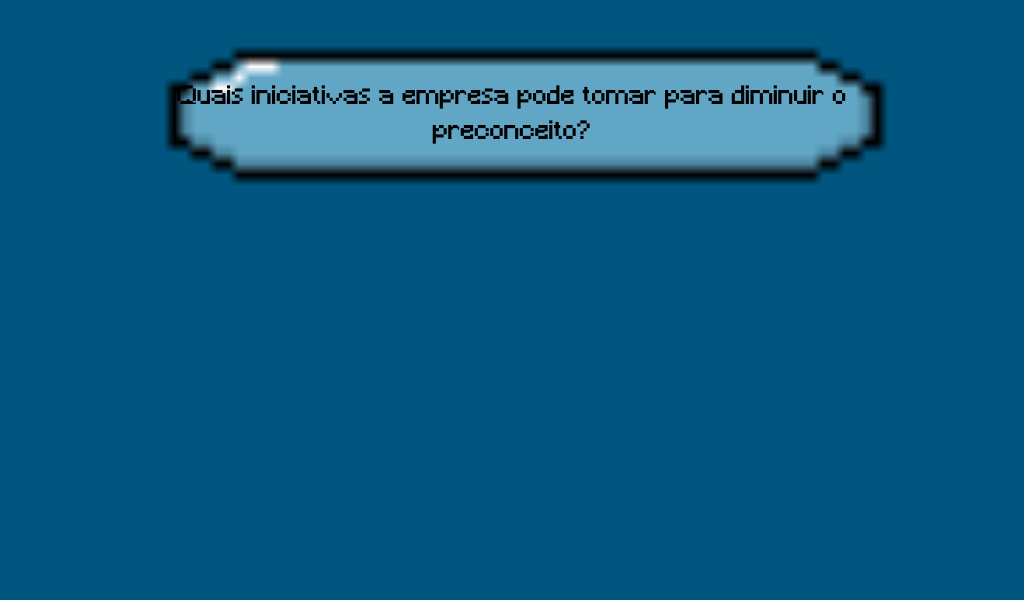 Quais iniciativas a empresa pode tomar para diminuir o
preconceito?